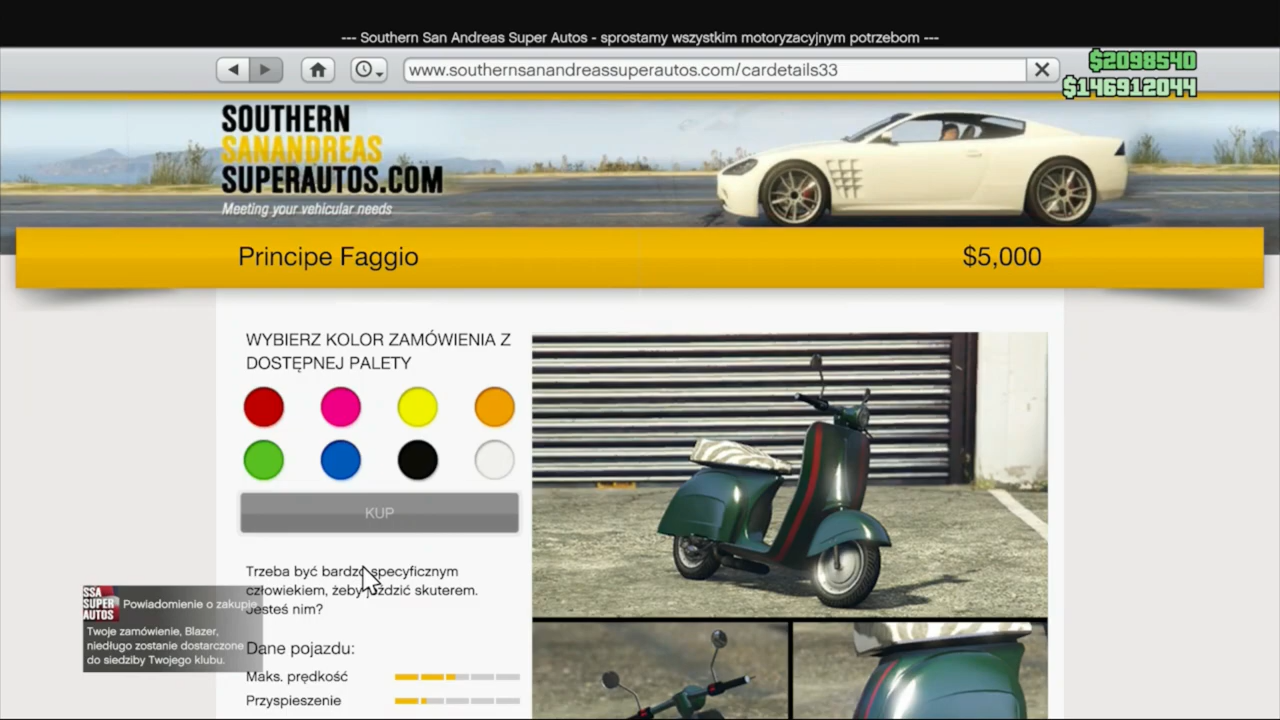 --- Southern San Andreas Super Autos - sprostamy wszystkim motoryzacyjnym potrzebom ---
www.southernsanandreassuperautos.com/cardetails33
$2098540
$146912044
SOUTHERN
SANANDREAS
SUPERAUTOS.COM
Meeting your vehicular needs
Principe Faggio
$5,000
WYBIERZ KOLOR ZAMÓWIENIA Z
DOSTĘPNEJ PALETY
KUP
Trzeba być bardzo specyficznym
człowiekiem, żeby jeździć skuterem.
Jesteś nim?
SSA
SUPER
AUTOS
Powiadomienie o zakupie
Twoje zamówienie, Blazer,
niedługo zostanie dostarczone
do siedziby Twojego klubu.
Dane pojazdu:
Maks. prędkość
Przyspieszenie